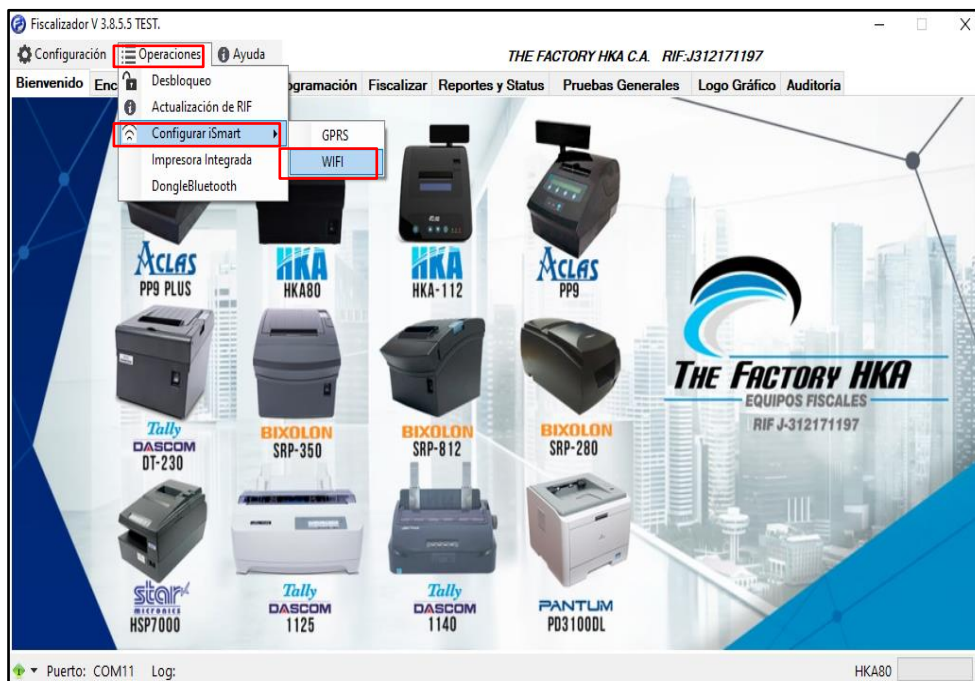 Fiscalizador V 3.8.5.5 TEST.
Configuración Operaciones Ayuda THE FACTORY HKA C.A. RIF:J312171197
Bienvenido Enc ogramación Fiscalizar Reportes y Status Pruebas Generales Logo Gráfico Auditoría
Desbloqueo
Actualización de RIF
Configurar iSmart
Impresora Integrada
DongleBluetooth
GPRS
WIFI
ACLAS
PP9 PLUS
HKA
HKA80
HKA
HKA-112
ACLAS
PP9
THE FACTORY HKA
EQUIPOS FISCALES
RIF J-312171197
Tally
DASCOM
DT-230
BIXOLON
SRP-350
BIXOLON
SRP-812
BIXOLON
SRP-280
star
MICRONICS
HSP7000
Tally
DASCOM
1125
Tally
DASCOM
1140
PANTUM
PD3100DL
Puerto: COM11 Log: HKA80